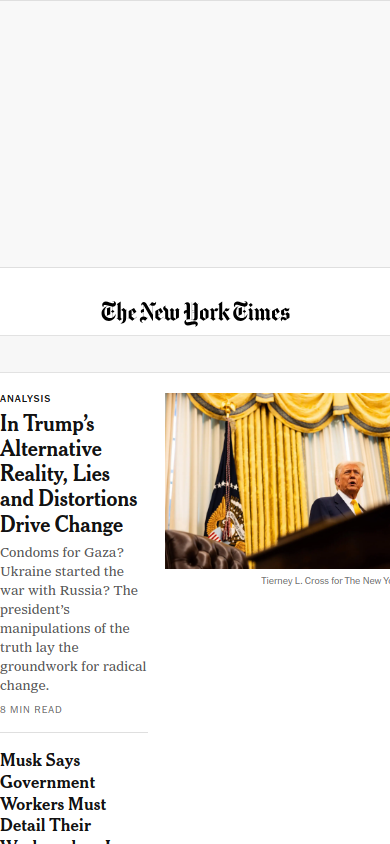 The New York Times
ANALYSIS
In Trump's
Alternative
Reality, Lies
and Distortions
Drive Change
Condoms for Gaza?
Ukraine started the
war with Russia? The
president's
manipulations of the
truth lay the
groundwork for radical
change.
8 MIN READ
Tierney L. Cross for The New
Musk Says
Government
Workers Must
Detail Their